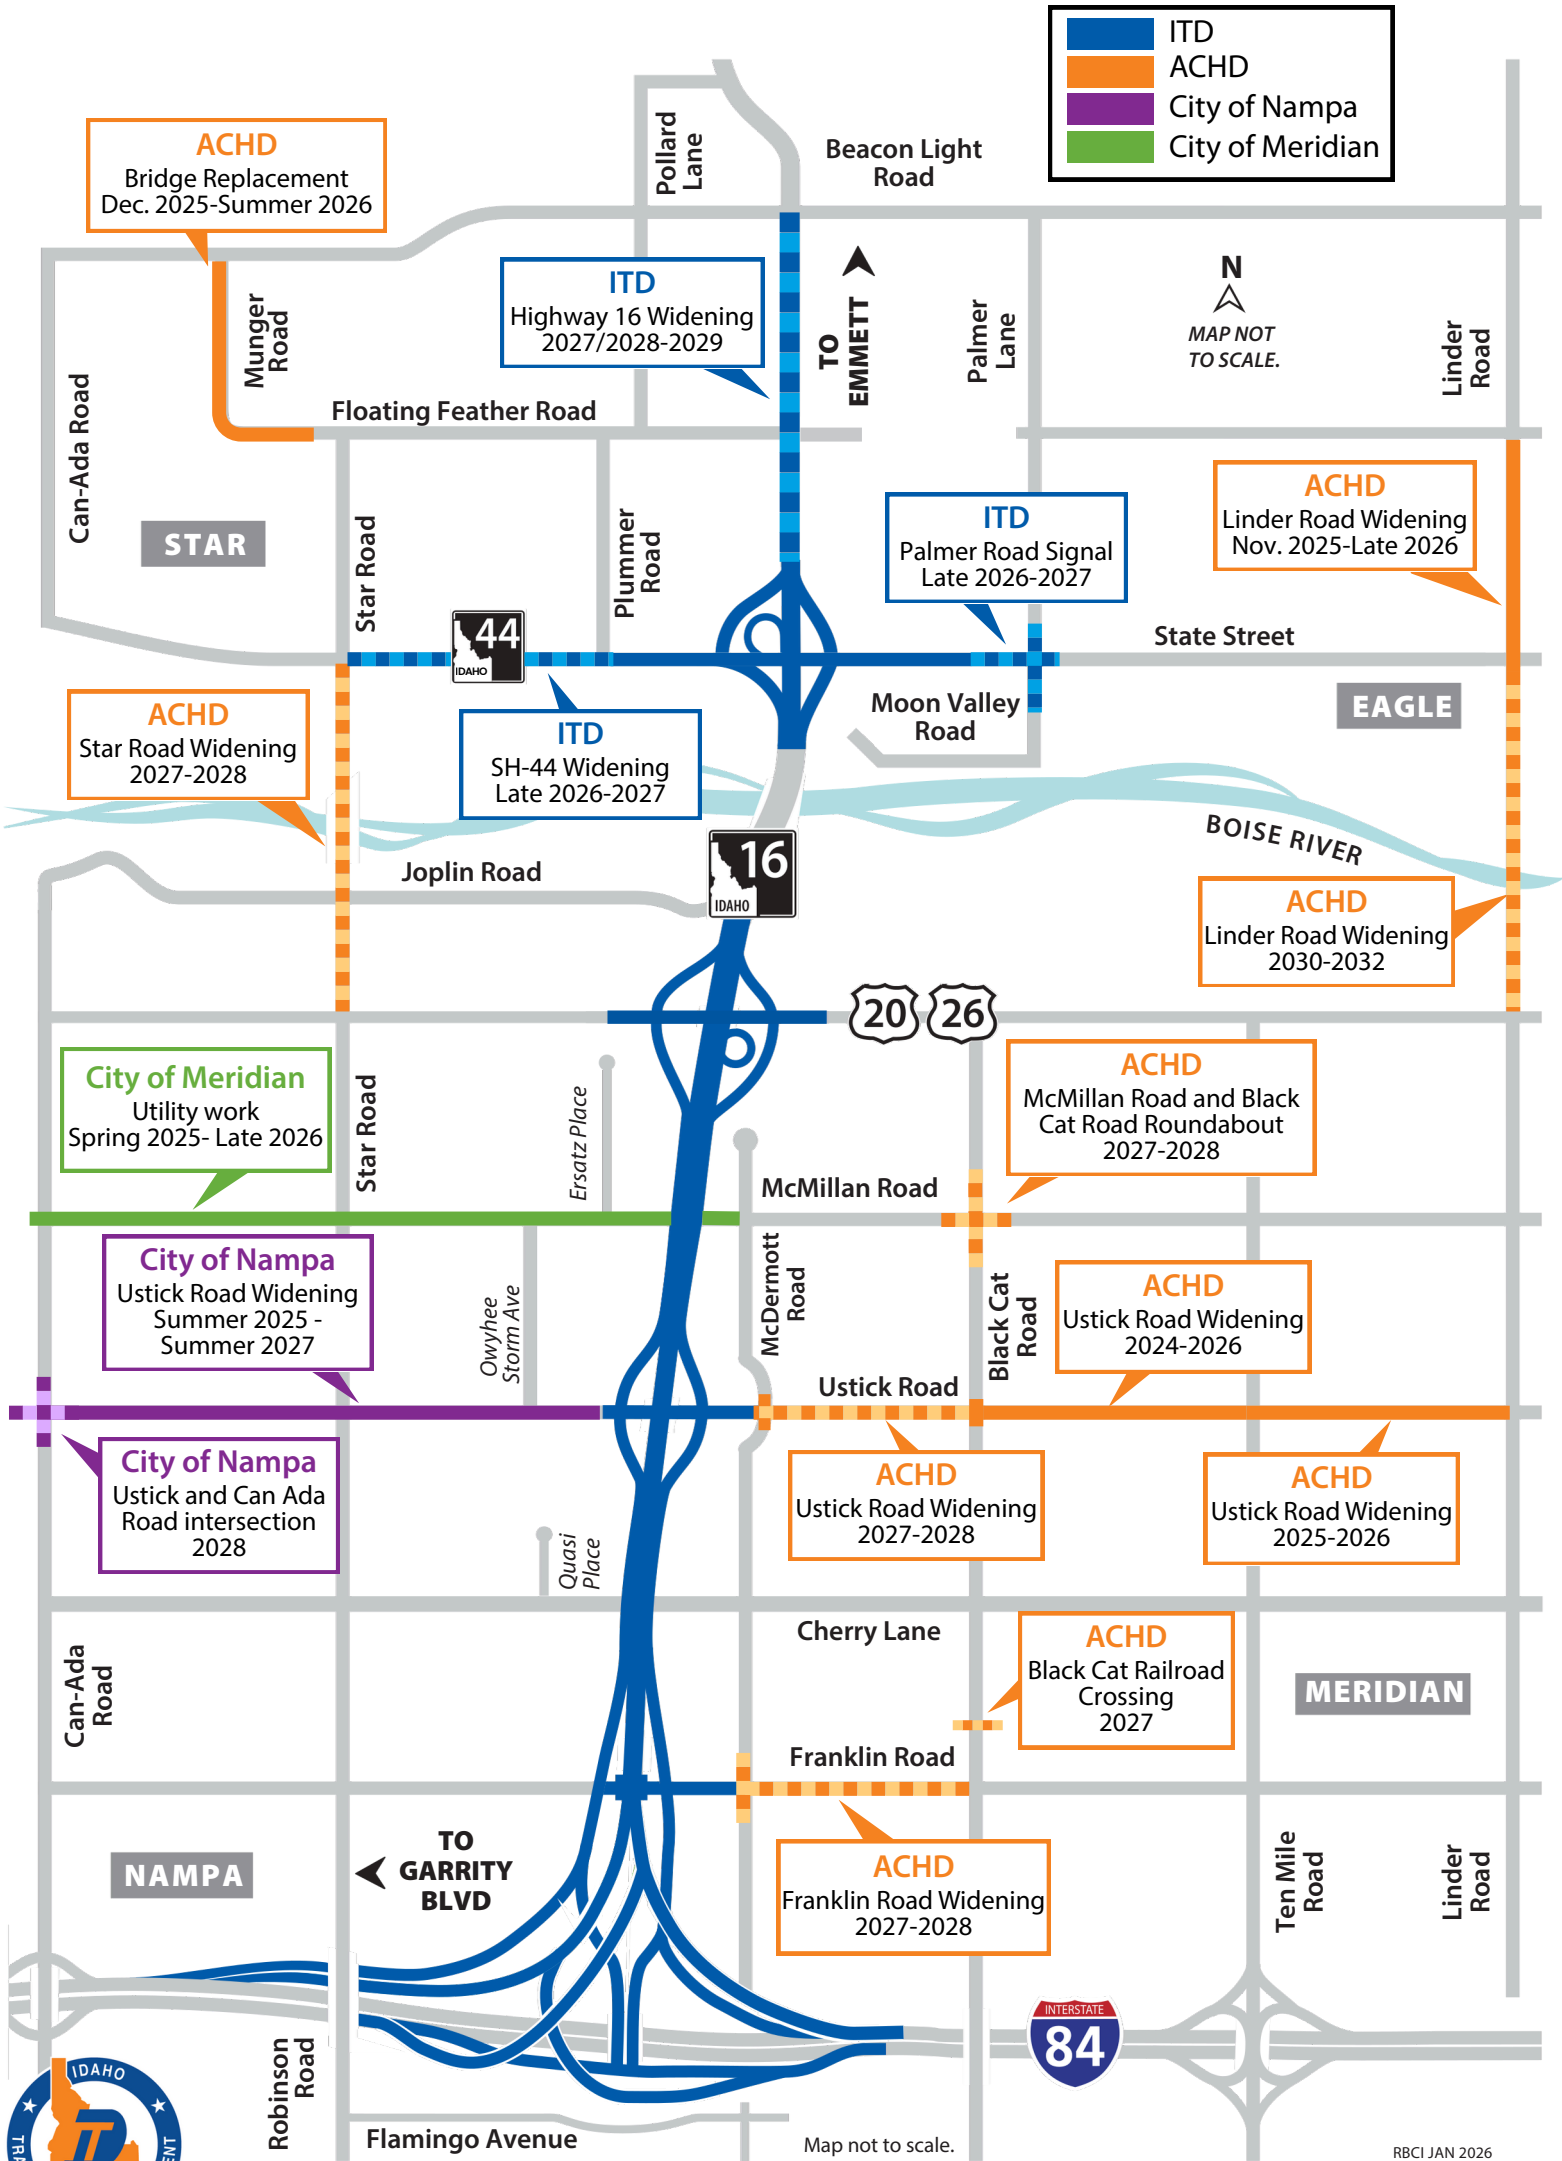 ITD
ACHD
City of Nampa
City of Meridian
ACHD
Bridge Replacement
Dec. 2025-Summer 2026
Pollard
Lane
Beacon Light
Road
ITD
Highway 16 Widening
2027/2028-2029
TO
EMMETT
N
MAP NOT
TO SCALE.
Munger
Road
Palmer
Lane
Linder
Road
Can-Ada Road
Floating Feather Road
STAR
Star Road
Plummer
Road
ITD
Palmer Road Signal
Late 2026-2027
ACHD
Linder Road Widening
Nov. 2025-Late 2026
44
IDAHO
State Street
ACHD
Star Road Widening
2027-2028
ITD
SH-44 Widening
Late 2026-2027
Moon Valley
Road
EAGLE
BOISE RIVER
Joplin Road
16
IDAHO
ACHD
Linder Road Widening
2030-2032
20
26
City of Meridian
Utility work
Spring 2025- Late 2026
Star Road
Ersatz Place
ACHD
McMillan Road and Black
Cat Road Roundabout
2027-2028
McMillan Road
City of Nampa
Ustick Road Widening
Summer 2025 -
Summer 2027
Owyhee
Storm Ave
McDermott
Road
Black Cat
Road
ACHD
Ustick Road Widening
2024-2026
Ustick Road
City of Nampa
Ustick and Can Ada
Road intersection
2028
ACHD
Ustick Road Widening
2027-2028
ACHD
Ustick Road Widening
2025-2026
Quasi
Place
Cherry Lane
Can-Ada
Road
ACHD
Black Cat Railroad
Crossing
2027
MERIDIAN
Franklin Road
NAMPA
TO
GARRITY
BLVD
ACHD
Franklin Road Widening
2027-2028
Ten Mile
Road
Linder
Road
INTERSTATE
84
Robinson
Road
IDAHO
Flamingo Avenue
Map not to scale.
RBCI JAN 2026